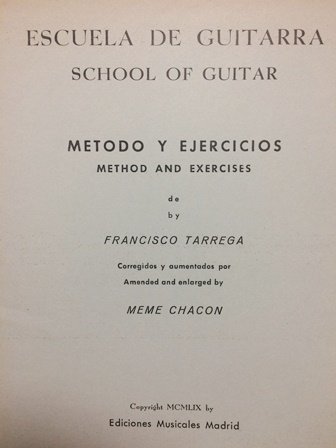 ESCUELA DE GUITARRA
SCHOOL OF GUITAR
METODO Y EJERCICIOS
METHOD AND EXERCISES
de
by
FRANCISCO TARREGA
Corregidos y aumentados por
Amended and enlarged by
MEME CHACON
Copyright MCMLIX by
Ediciones Musicales Madrid